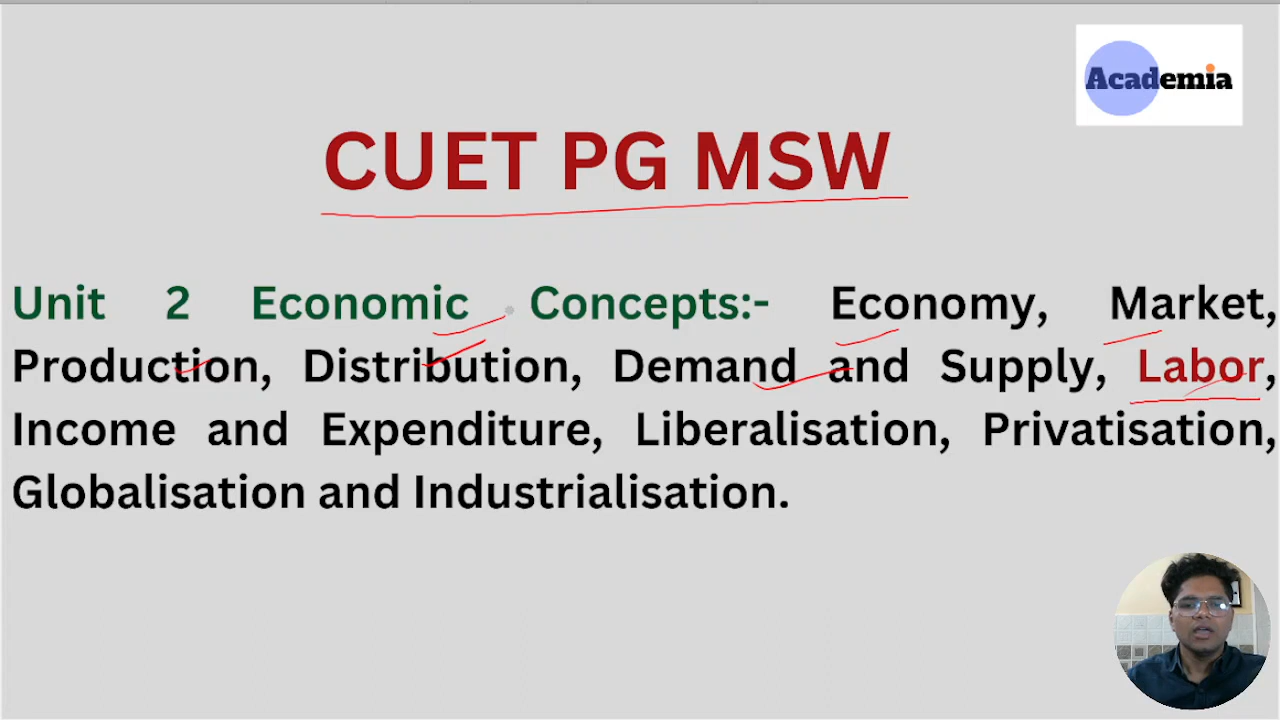 Academia
CUET PG MSW
Unit 2 Economic Concepts:- Economy, Market,
Production, Distribution, Demand and Supply, Labor,
Income and Expenditure, Liberalisation, Privatisation,
Globalisation and Industrialisation.